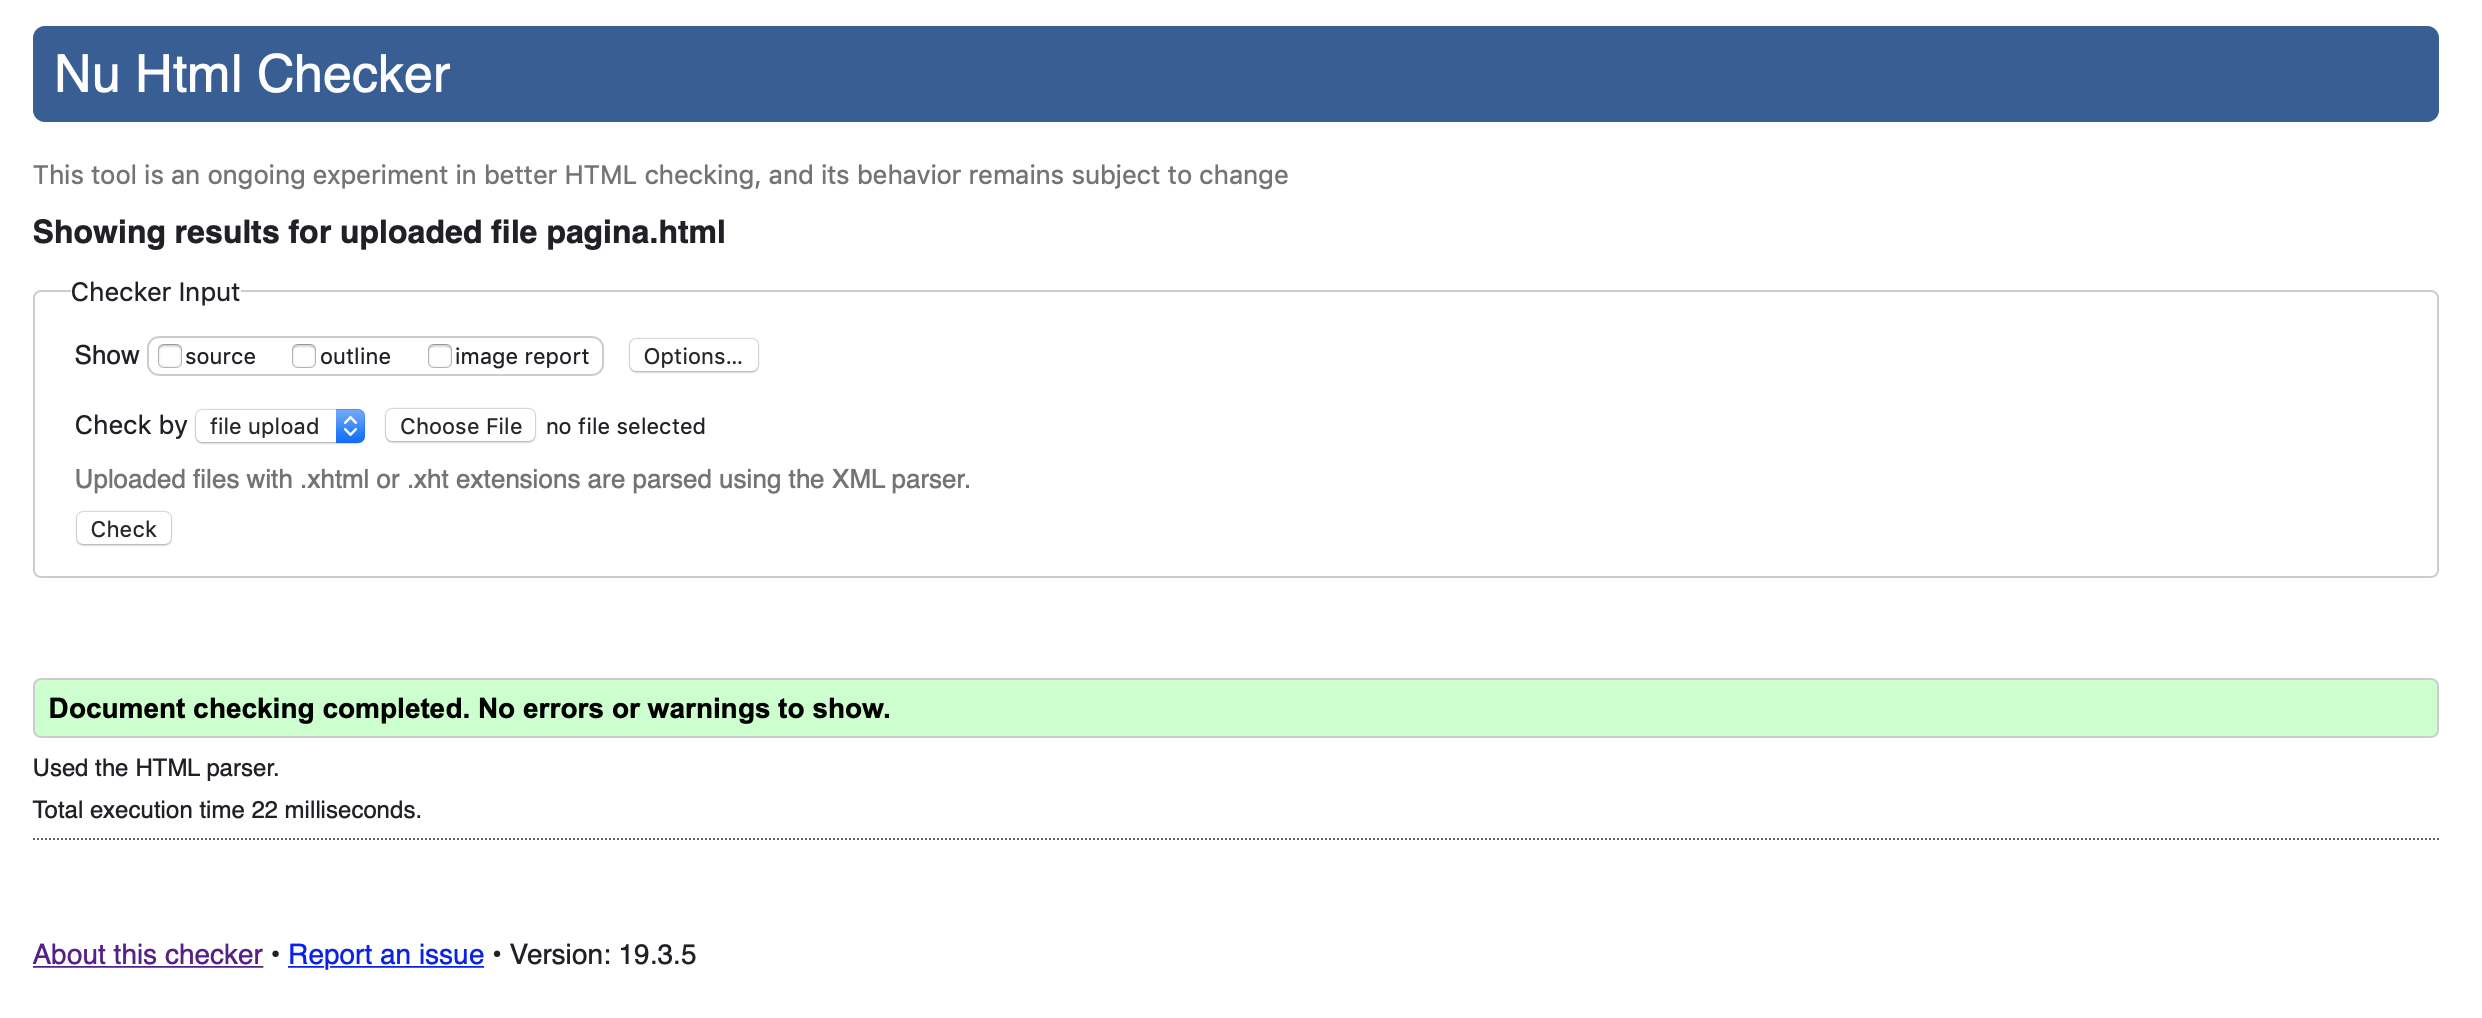 Nu Html Checker
This tool is an ongoing experiment in better HTML checking, and its behavior remains subject to change
Showing results for uploaded file pagina.html
Checker Input
Show source outline image report Options...
Check by file upload Choose File no file selected
Uploaded files with .xhtml or .xht extensions are parsed using the XML parser.
Check
Document checking completed. No errors or warnings to show.
Used the HTML parser.
Total execution time 22 milliseconds.
About this checker • Report an issue • Version: 19.3.5